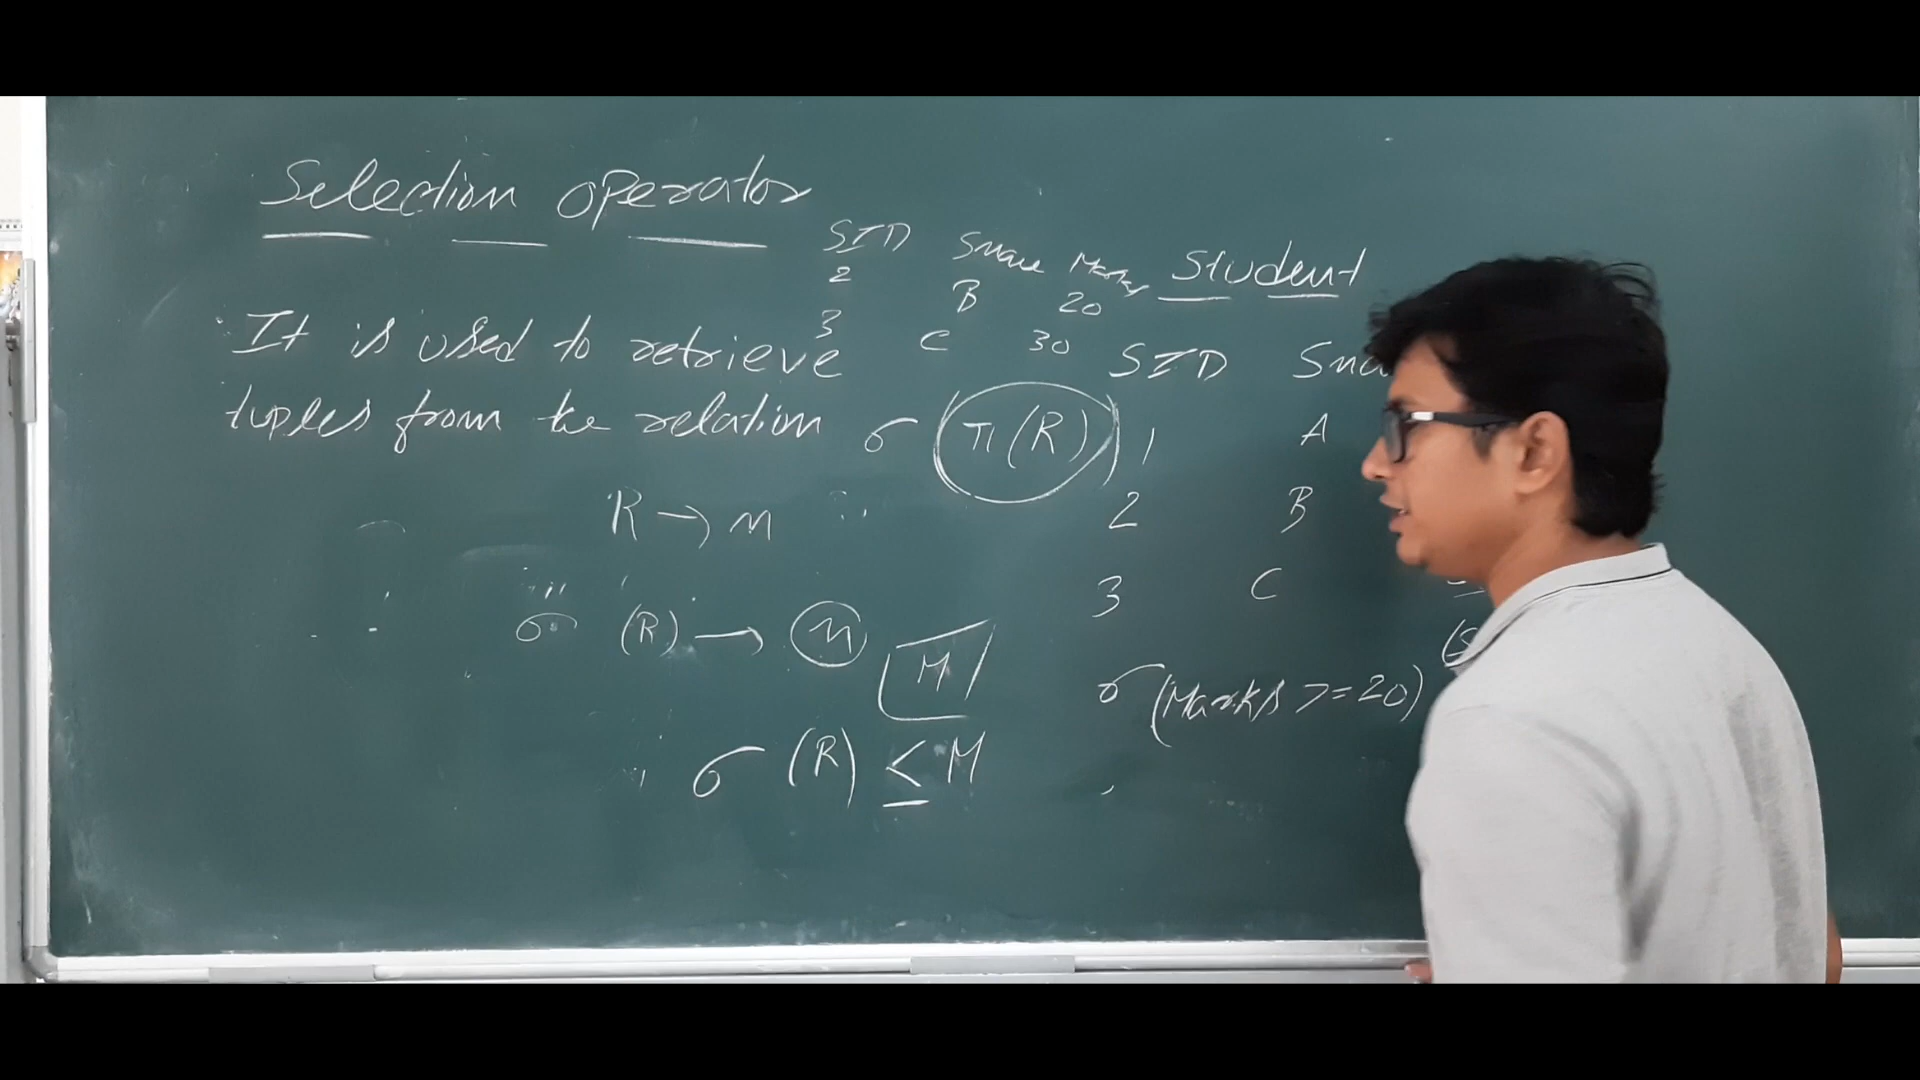 Selection operator
It is used to retrieve
tuples from the relation
R → n
σ (R) → n
M
σ (R) ≤ M
SID Sname Marks
2 B 20
3 C 30
σ (π(R))
Student
SID Sna
1 A
2 B
3 C
σ (Marks >= 20) (S